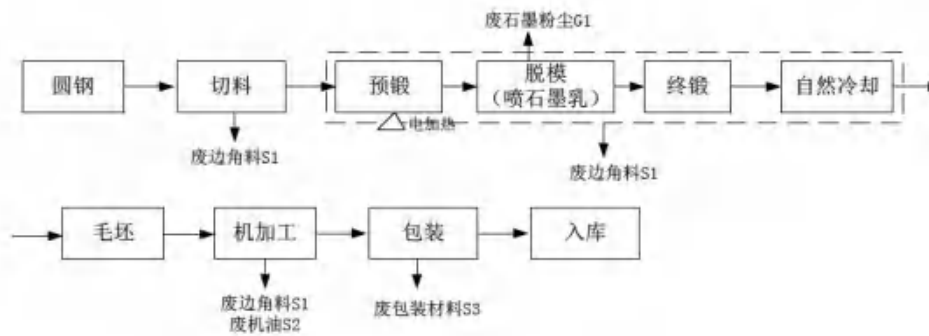 废石墨粉尘G1
圆钢
切料
预锻
脱模
（喷石墨乳）
终锻
自然冷却
电加热
废边角料S1
废边角料S1
毛坯
机加工
包装
入库
废边角料S1
废机油S2
废包装材料S3